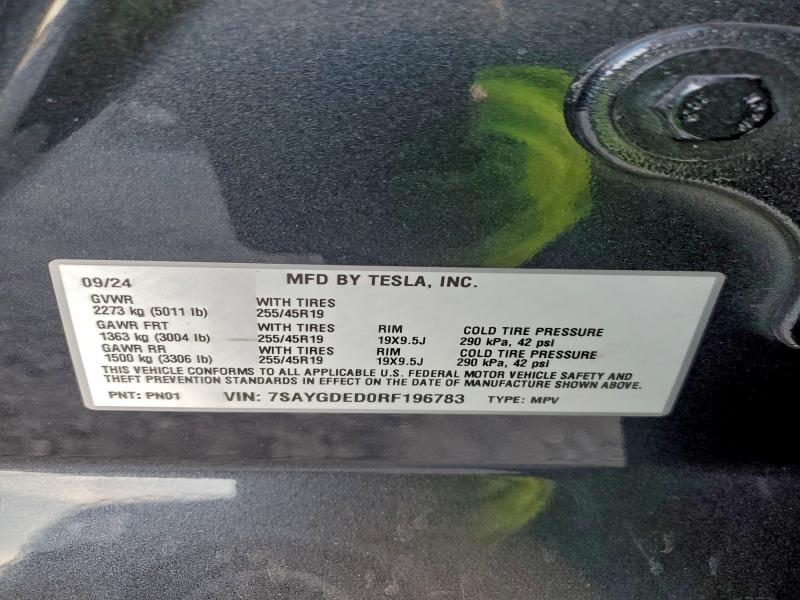 09/24 MFD BY TESLA, INC.
GVWR WITH TIRES
2273 kg (5011 lb) 255/45R19
GAWR FRT WITH TIRES RIM COLD TIRE PRESSURE
1363 kg (3004 lb) 255/45R19 19X9.5J 290 kPa, 42 psi
GAWR RR WITH TIRES RIM COLD TIRE PRESSURE
1500 kg (3306 lb) 255/45R19 19X9.5J 290 kPa, 42 psi
THIS VEHICLE CONFORMS TO ALL APPLICABLE U.S. FEDERAL MOTOR VEHICLE SAFETY AND
THEFT PREVENTION STANDARDS IN EFFECT ON THE DATE OF MANUFACTURE SHOWN ABOVE.
PNT: PN01 VIN: 7SAYGDED0RF196783 TYPE: MPV